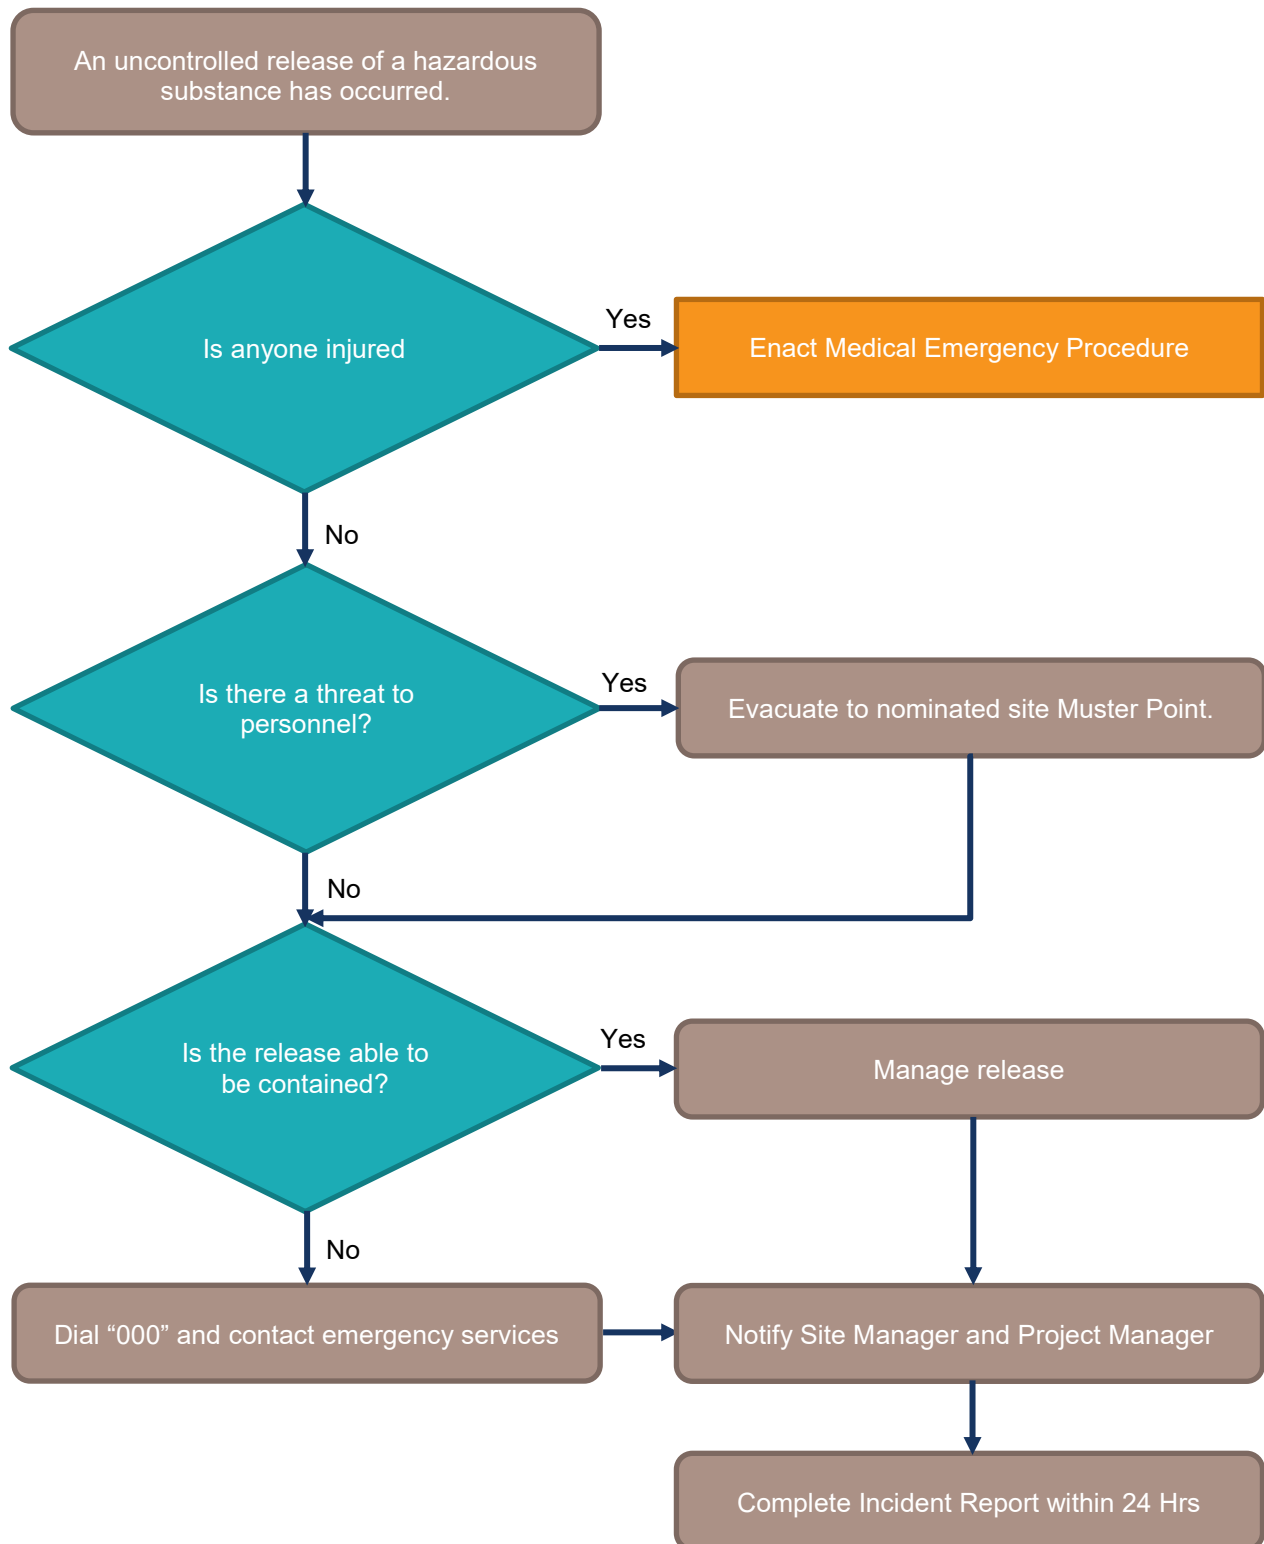 An uncontrolled release of a hazardous
substance has occurred.
Is anyone injured
Yes
Enact Medical Emergency Procedure
No
Is there a threat to
personnel?
Yes
Evacuate to nominated site Muster Point.
No
Is the release able to
be contained?
Yes
Manage release
No
Dial “000” and contact emergency services
Notify Site Manager and Project Manager
Complete Incident Report within 24 Hrs